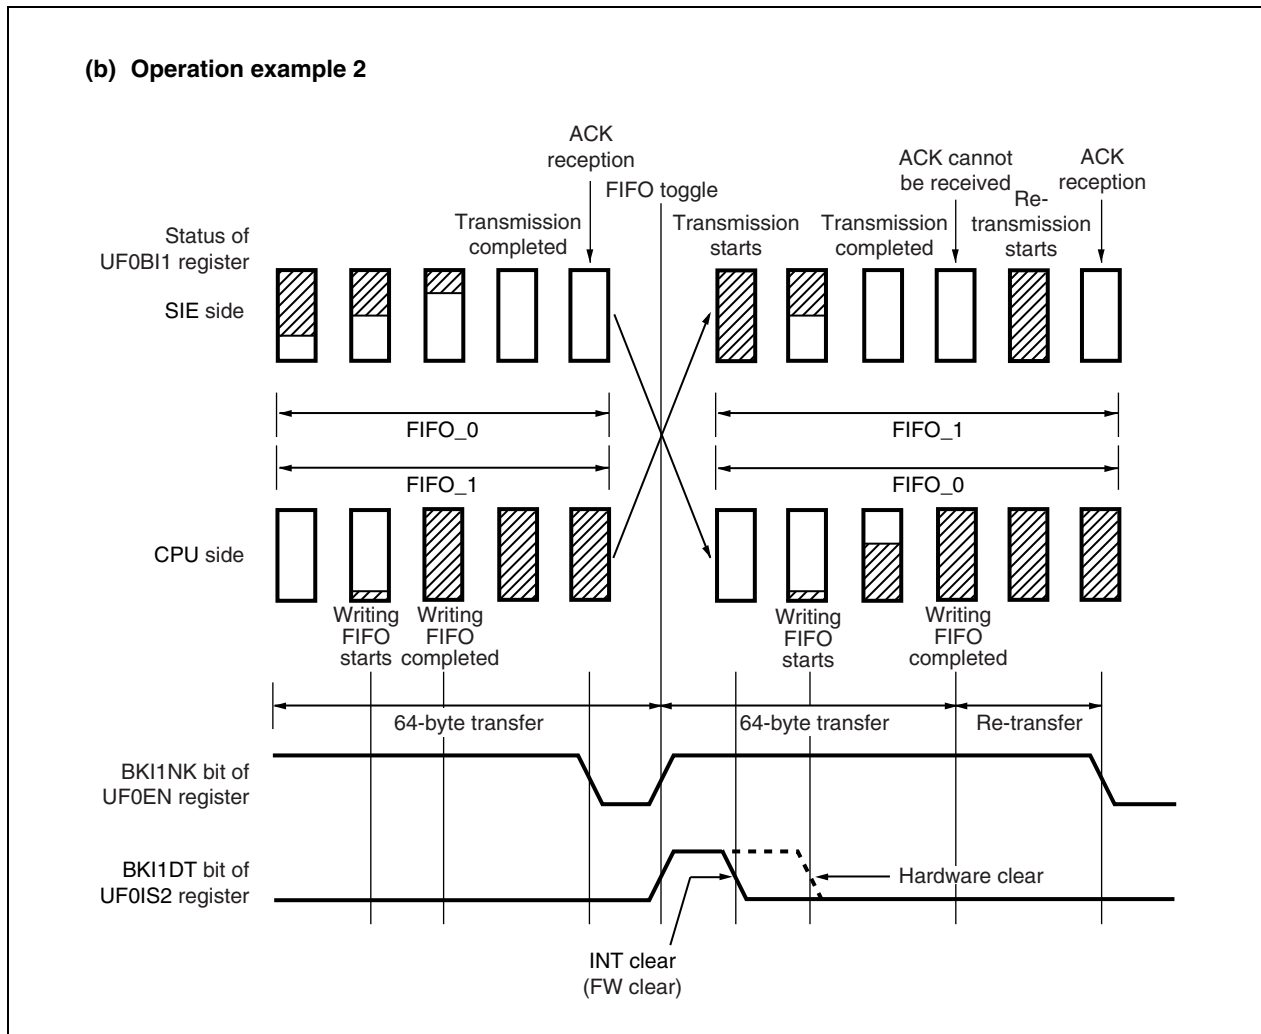 (b) Operation example 2
ACK
reception
FIFO toggle
ACK cannot
be received
ACK
reception
Status of
UF0BI1 register
Transmission
completed
Transmission
starts
Transmission
completed
Re-
transmission
starts
SIE side
FIFO_0
FIFO_1
FIFO_1
FIFO_0
CPU side
Writing
FIFO
starts
Writing
FIFO
completed
Writing
FIFO
starts
Writing
FIFO
completed
64-byte transfer
64-byte transfer
Re-transfer
BKI1NK bit of
UF0EN register
BKI1DT bit of
UF0IS2 register
Hardware clear
INT clear
(FW clear)